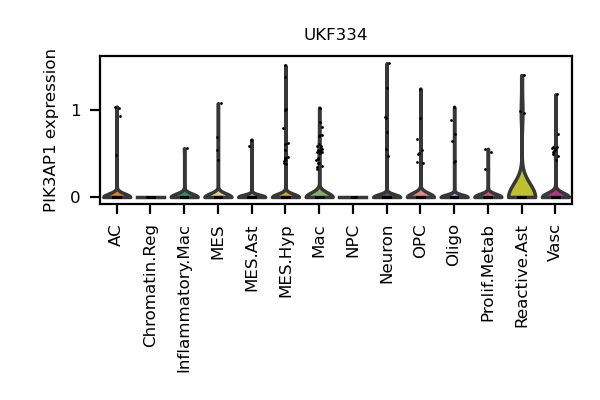 UKF334
PIK3AP1 expression
1
0
AC
Chromatin.Reg
Inflammatory.Mac
MES
MES.Ast
MES.Hyp
Mac
NPC
Neuron
OPC
Oligo
Prolif.Metab
Reactive.Ast
Vasc